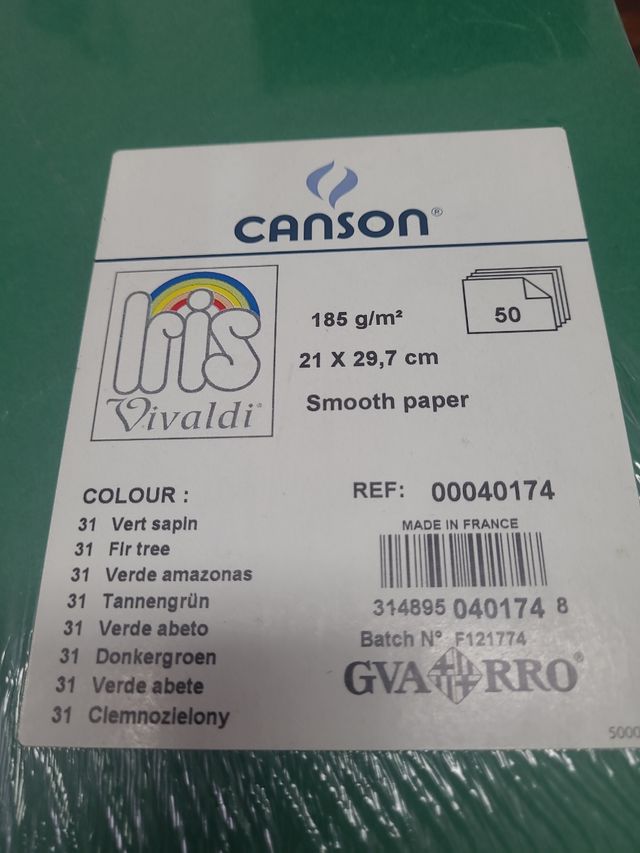 CANSON®
Iris
Vivaldi®
185 g/m²
21 X 29,7 cm
Smooth paper
50
COLOUR :
31 Vert sapin
31 Fir tree
31 Verde amazonas
31 Tannengrün
31 Verde abeto
31 Donkergroen
31 Verde abete
31 Ciemnozielony
REF: 00040174
MADE IN FRANCE
314895 040174 8
Batch N° F121774
GVARRO®